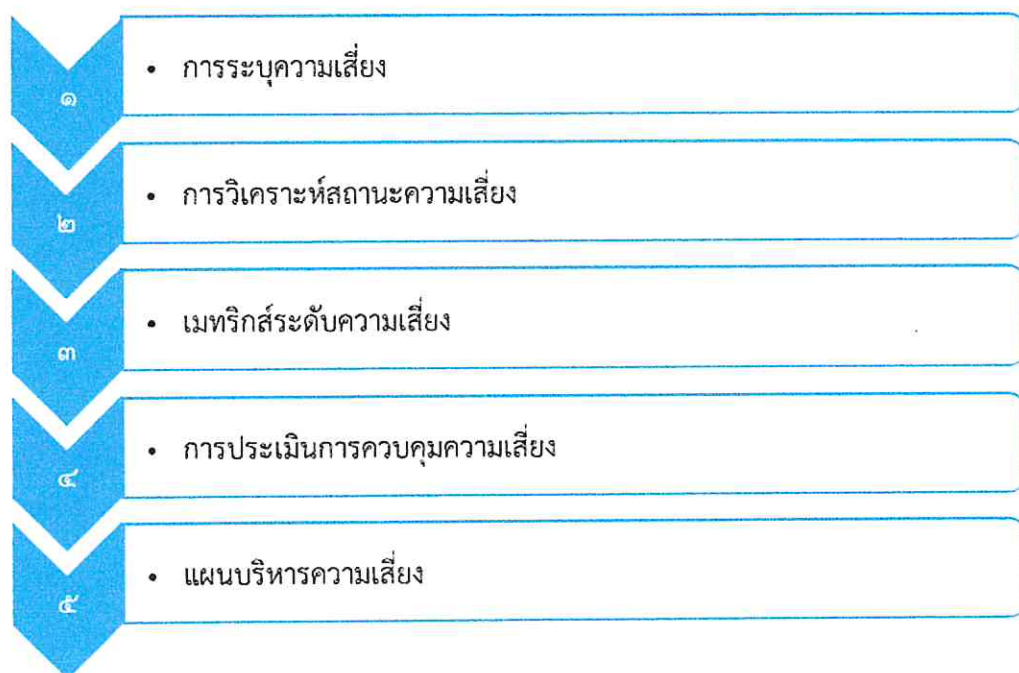 ๑
• การระบุความเสี่ยง
๒
• การวิเคราะห์สถานะความเสี่ยง
๓
• เมทริกส์ระดับความเสี่ยง
๔
• การประเมินการควบคุมความเสี่ยง
๕
• แผนบริหารความเสี่ยง